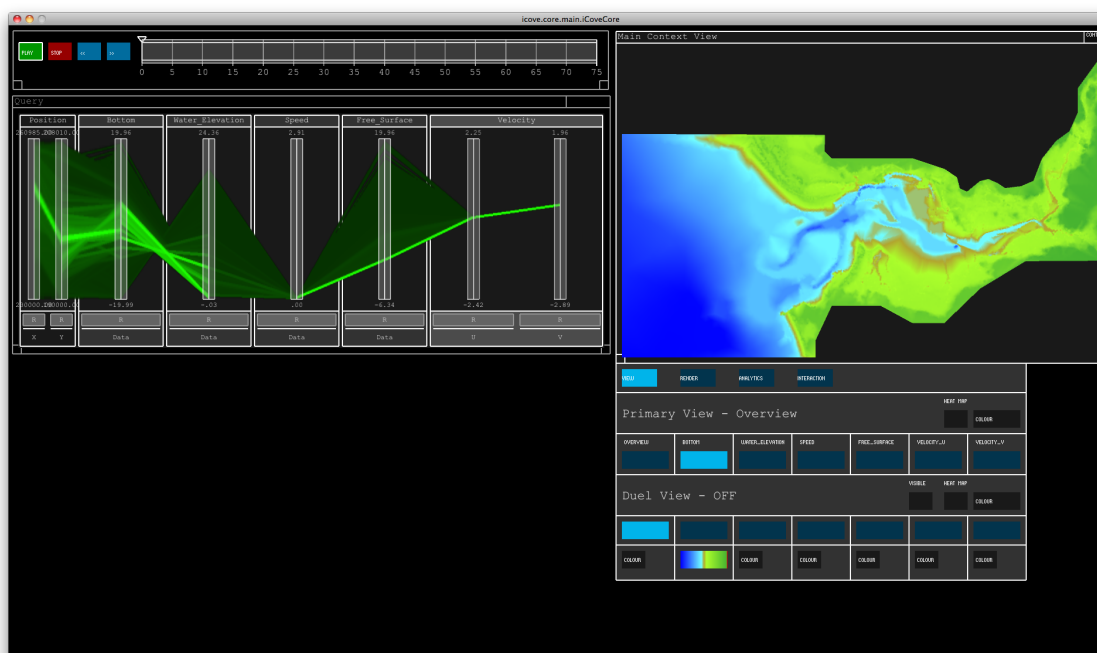 icove.core.main.iCoveCore
PLAY STOP << >>
0 5 10 15 20 25 30 35 40 45 50 55 60 65 70 75
Query
Position Bottom Water_Elevation Speed Free_Surface Velocity
19.96 24.36 2.91 19.96 2.25 1.96
-19.99 -.03 .00 -6.34 -2.42 -2.89
R R R R R R R R
X Y Data Data Data Data U V
Main Context View
VIEW RENDER ANALYTICS INTERACTION
HEAT MAP
Primary View - Overview COLOUR
OVERVIEW BOTTOM WATER_ELEVATION SPEED FREE_SURFACE VELOCITY_U VELOCITY_V
VISIBLE HEAT MAP
Duel View - OFF COLOUR
COLOUR COLOUR COLOUR COLOUR COLOUR COLOUR